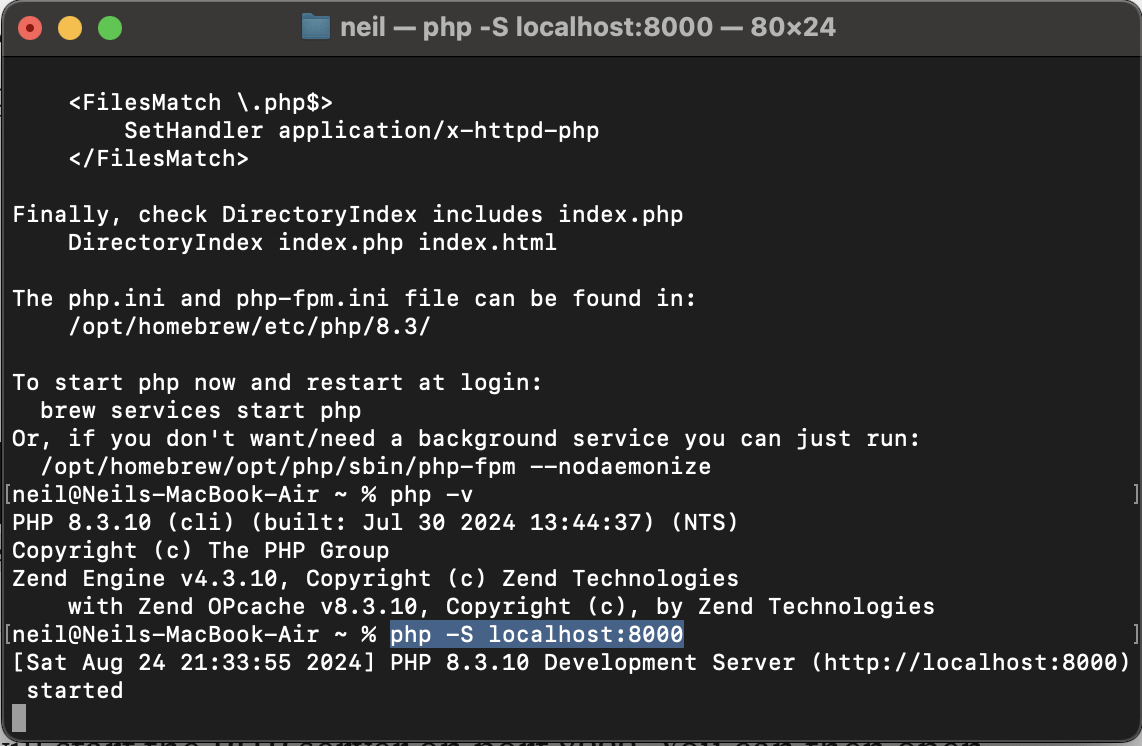 neil — php -S localhost:8000 — 80×24
<FilesMatch \.php$>
SetHandler application/x-httpd-php
</FilesMatch>
Finally, check DirectoryIndex includes index.php
DirectoryIndex index.php index.html
The php.ini and php-fpm.ini file can be found in:
/opt/homebrew/etc/php/8.3/
To start php now and restart at login:
brew services start php
Or, if you don't want/need a background service you can just run:
/opt/homebrew/opt/php/sbin/php-fpm --nodaemonize
[neil@Neils-MacBook-Air ~ % php -v ]
PHP 8.3.10 (cli) (built: Jul 30 2024 13:44:37) (NTS)
Copyright (c) The PHP Group
Zend Engine v4.3.10, Copyright (c) Zend Technologies
with Zend OPcache v8.3.10, Copyright (c), by Zend Technologies
[neil@Neils-MacBook-Air ~ % php -S localhost:8000 ]
[Sat Aug 24 21:33:55 2024] PHP 8.3.10 Development Server (http://localhost:8000)
started